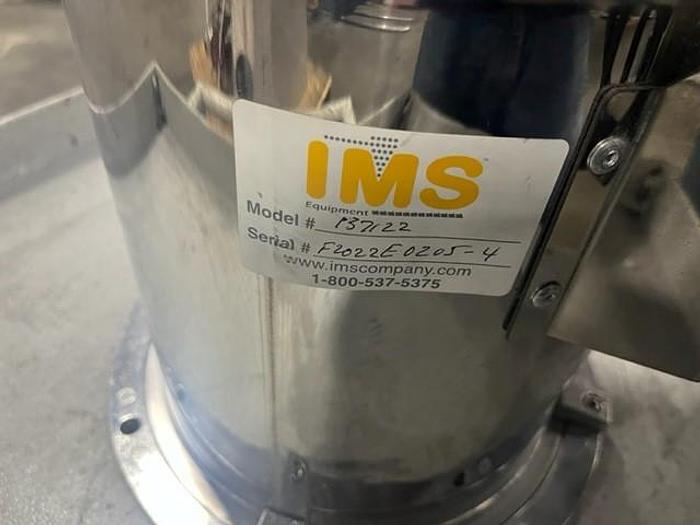 IMS
Equipment
Model # 137122
Serial # F2022E0205-4
www.imscompany.com
1-800-537-5375